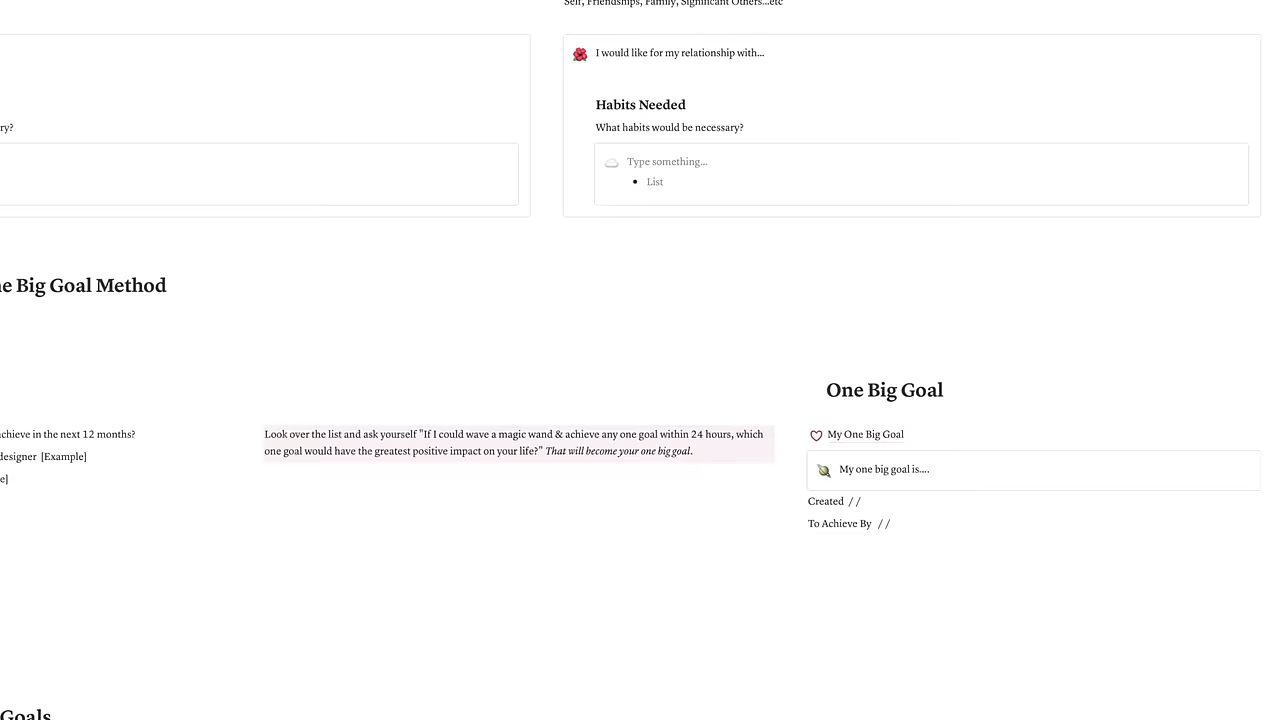 Self, Friendships, Family, Significant Others...etc
I would like for my relationship with...
Habits Needed
What habits would be necessary?
ry?
Type something...
List
ne Big Goal Method
One Big Goal
chieve in the next 12 months?
designer [Example]
e]
Look over the list and ask yourself "If I could wave a magic wand & achieve any one goal within 24 hours, which
one goal would have the greatest positive impact on your life?" That will become your one big goal.
My One Big Goal
My one big goal is....
Created / /
To Achieve By / /
Goals